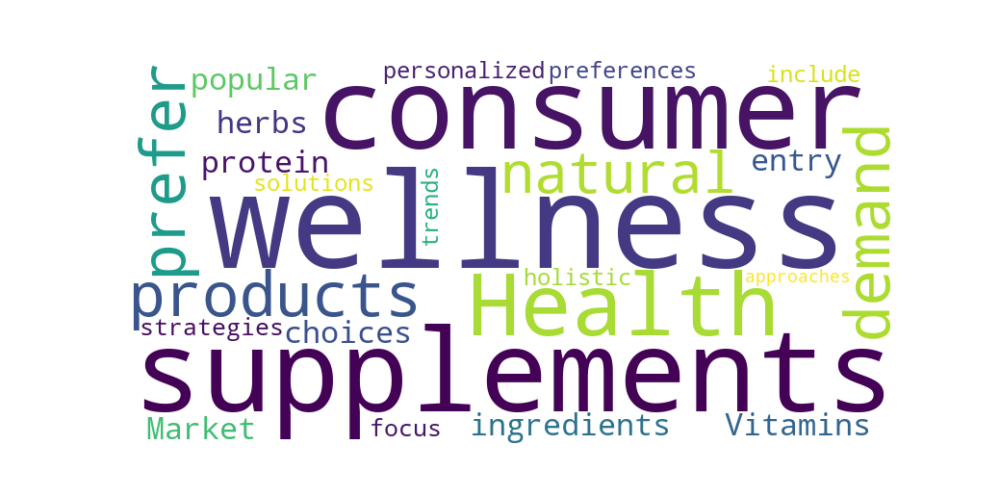 personalized
preferences
include
popular
consumer
prefer
herbs
protein
natural
entry
demand
solutions
trends
wellness
holistic
approaches
products
Health
strategies
choices
supplements
Market
focus
ingredients
Vitamins